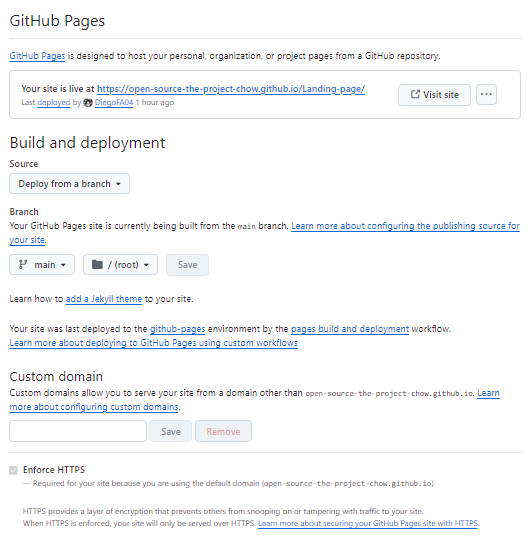 GitHub Pages
GitHub Pages is designed to host your personal, organization, or project pages from a GitHub repository.
Your site is live at https://open-source-the-project-chow.github.io/Landing-page/
Last deployed by DiegoFA04 1 hour ago
Visit site
Build and deployment
Source
Deploy from a branch
Branch
Your GitHub Pages site is currently being built from the main branch. Learn more about configuring the publishing source for
your site.
main
/ (root)
Save
Learn how to add a Jekyll theme to your site.
Your site was last deployed to the github-pages environment by the pages build and deployment workflow.
Learn more about deploying to GitHub Pages using custom workflows
Custom domain
Custom domains allow you to serve your site from a domain other than open-source-the-project-chow.github.io. Learn
more about configuring custom domains.
Save
Remove
Enforce HTTPS
— Required for your site because you are using the default domain (open-source-the-project-chow.github.io)
HTTPS provides a layer of encryption that prevents others from snooping on or tampering with traffic to your site.
When HTTPS is enforced, your site will only be served over HTTPS. Learn more about securing your GitHub Pages site with HTTPS.